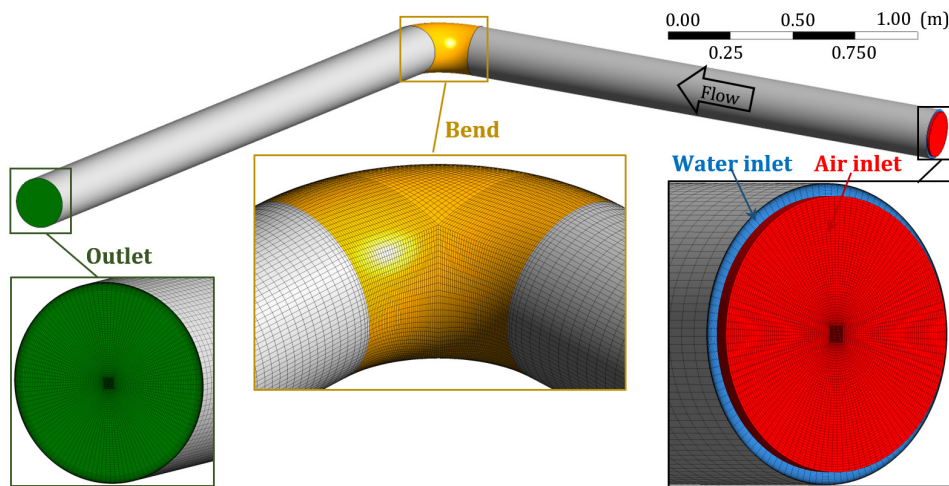 0.00 0.50 1.00 (m)
0.25 0.750
Flow
Bend
Water inlet Air inlet
Outlet